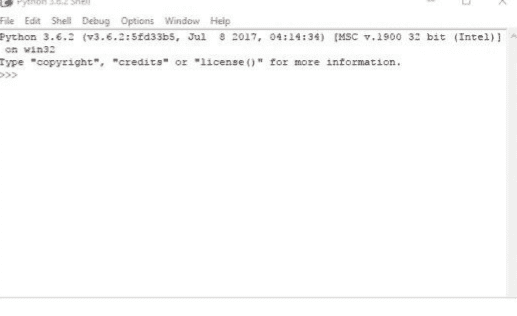 Python 3.6.2 Shell
File Edit Shell Debug Options Window Help
Python 3.6.2 (v3.6.2:5fd33b5, Jul  8 2017, 04:14:34) [MSC v.1900 32 bit (Intel)]
 on win32
Type "copyright", "credits" or "license()" for more information.
>>>